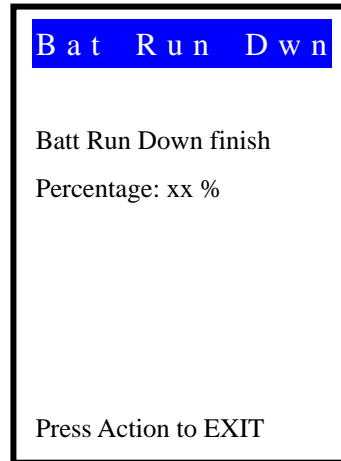 Bat Run Dwn
Batt Run Down finish
Percentage: xx %
Press Action to EXIT